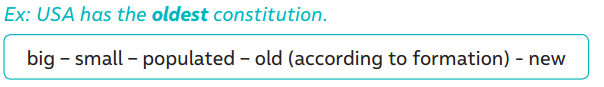 Ex: USA has the oldest constitution.
big – small – populated – old (according to formation) - new